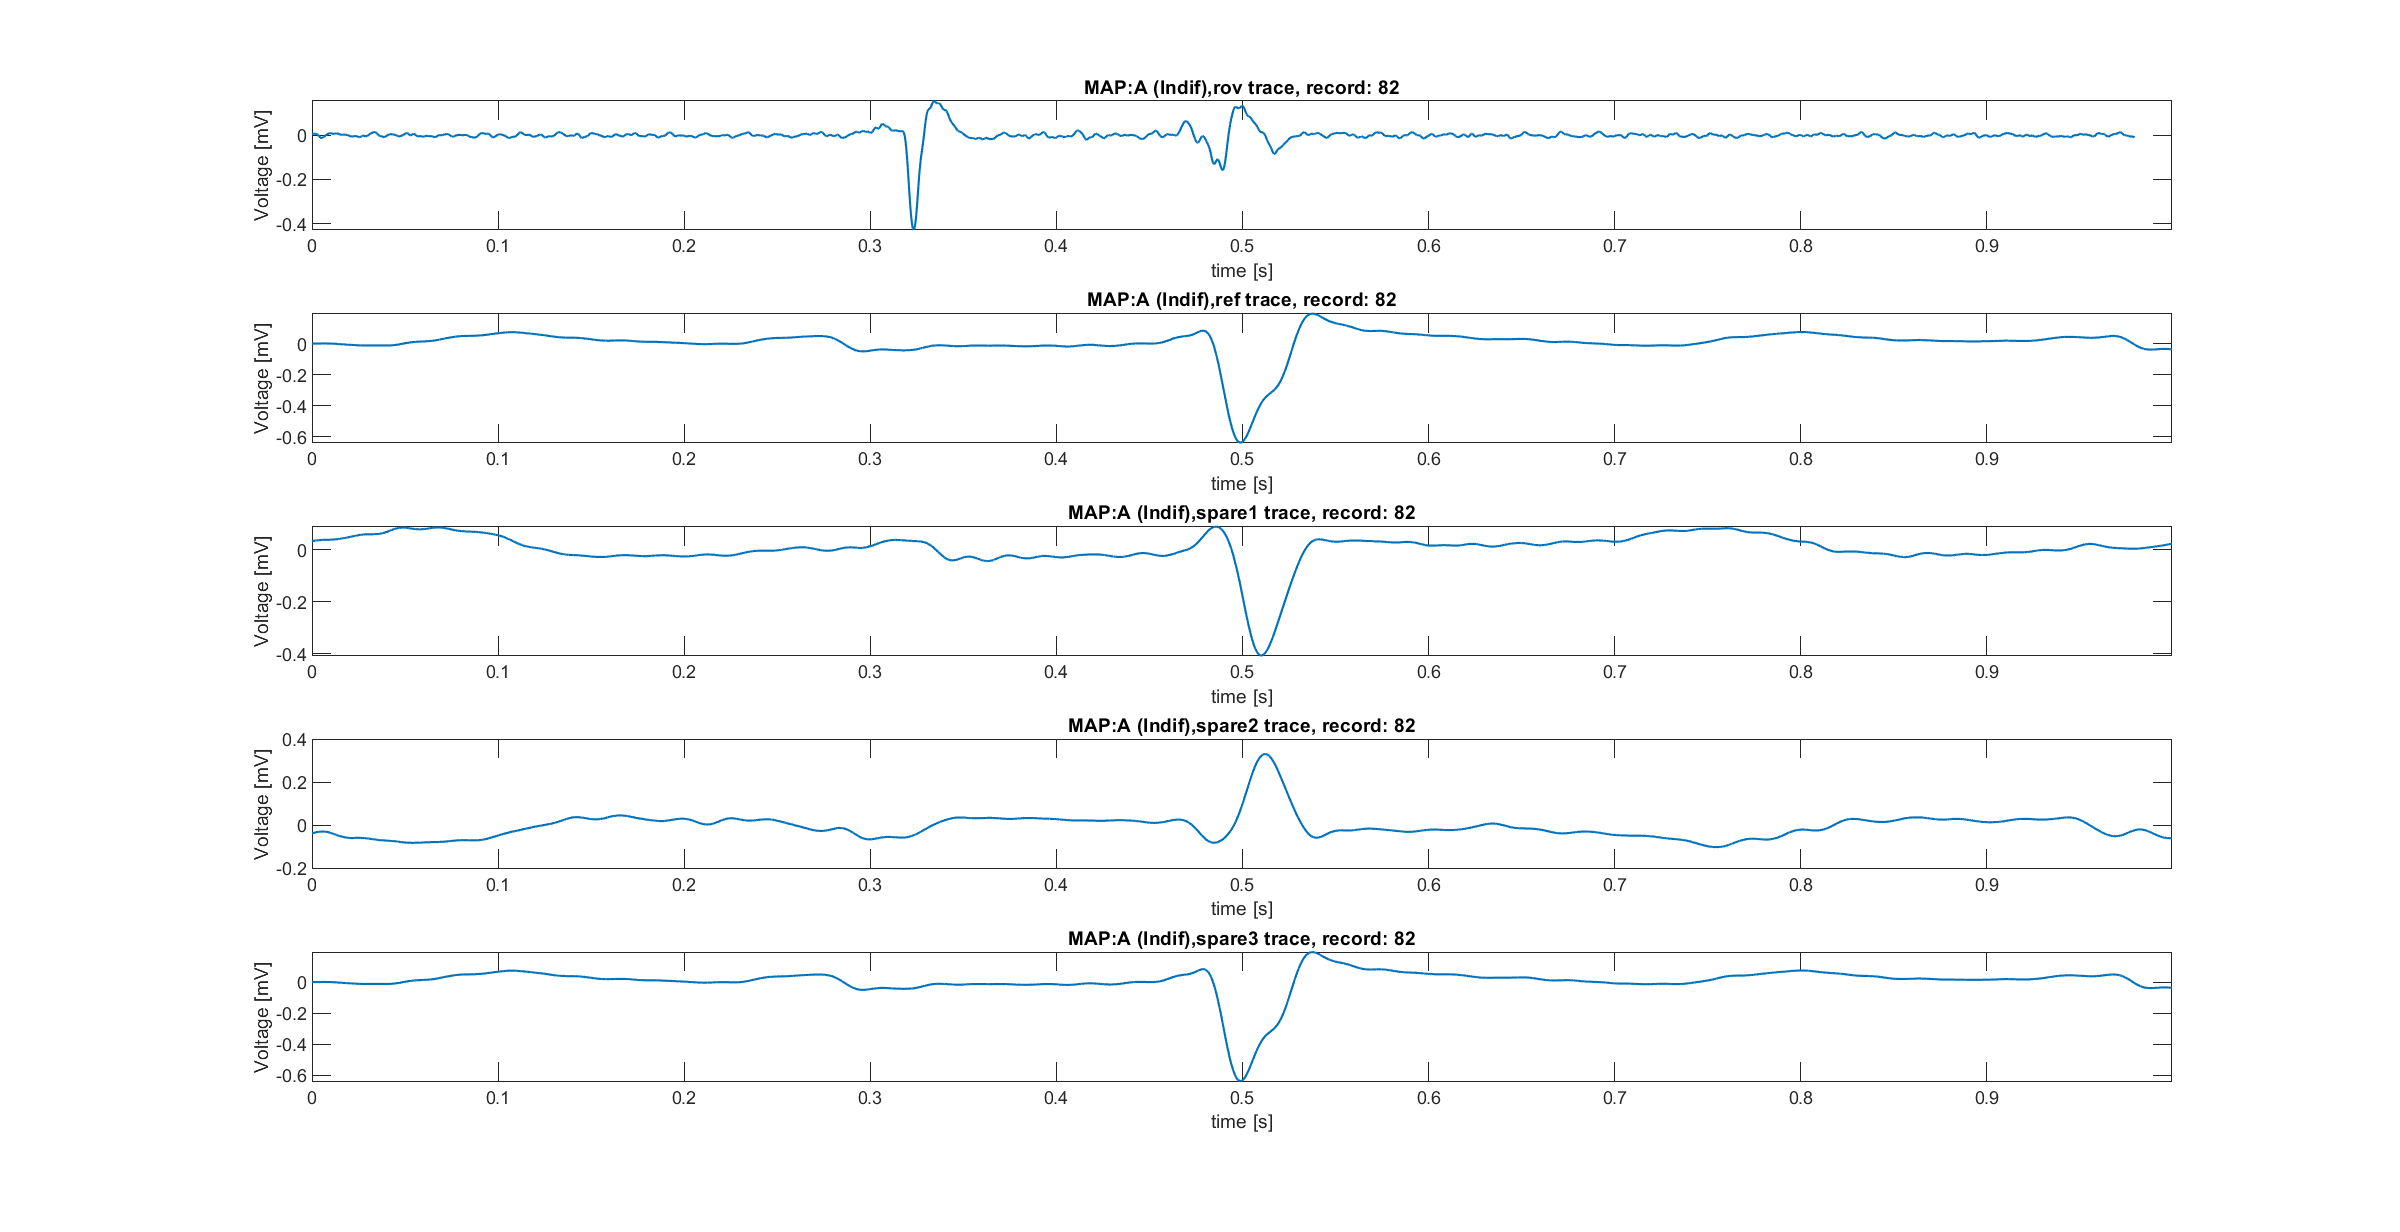 MAP:A (Indif),rov trace, record: 82
Voltage [mV]
0
-0.2
-0.4
0 0.1 0.2 0.3 0.4 0.5 0.6 0.7 0.8 0.9
time [s]
MAP:A (Indif),ref trace, record: 82
Voltage [mV]
0
-0.2
-0.4
-0.6
0 0.1 0.2 0.3 0.4 0.5 0.6 0.7 0.8 0.9
time [s]
MAP:A (Indif),spare1 trace, record: 82
Voltage [mV]
0
-0.2
-0.4
0 0.1 0.2 0.3 0.4 0.5 0.6 0.7 0.8 0.9
time [s]
MAP:A (Indif),spare2 trace, record: 82
Voltage [mV]
0.4
0.2
0
-0.2
0 0.1 0.2 0.3 0.4 0.5 0.6 0.7 0.8 0.9
time [s]
MAP:A (Indif),spare3 trace, record: 82
Voltage [mV]
0
-0.2
-0.4
-0.6
0 0.1 0.2 0.3 0.4 0.5 0.6 0.7 0.8 0.9
time [s]